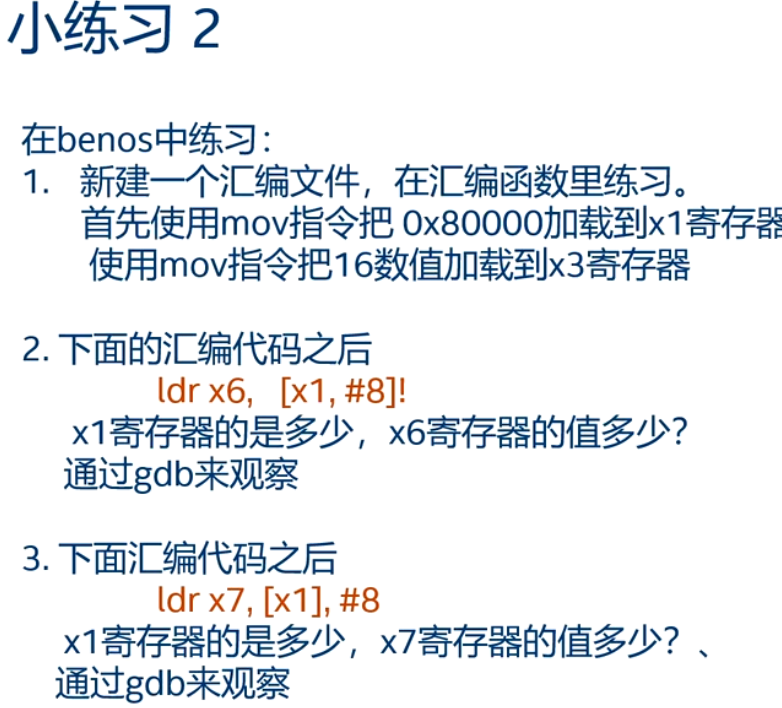 小练习 2
在benos中练习：
1. 新建一个汇编文件，在汇编函数里练习。
首先使用mov指令把 0x80000加载到x1寄存器
使用mov指令把16数值加载到x3寄存器
2. 下面的汇编代码之后
ldr x6, [x1, #8]!
x1寄存器的是多少，x6寄存器的值多少？
通过gdb来观察
3. 下面汇编代码之后
ldr x7, [x1], #8
x1寄存器的是多少，x7寄存器的值多少？、
通过gdb来观察